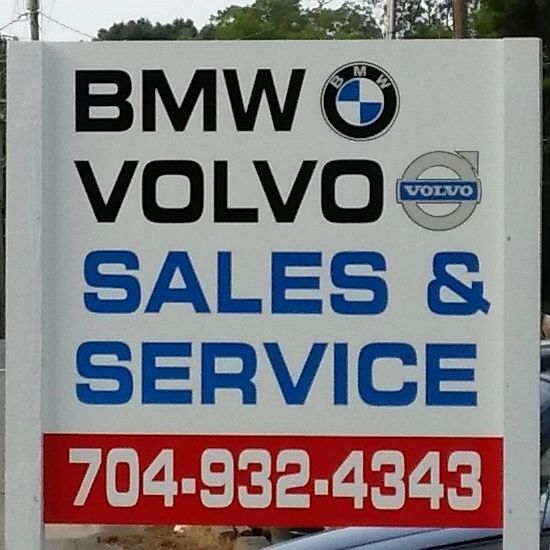 BMW BMW
VOLVO VOLVO
SALES &
SERVICE
704-932-4343